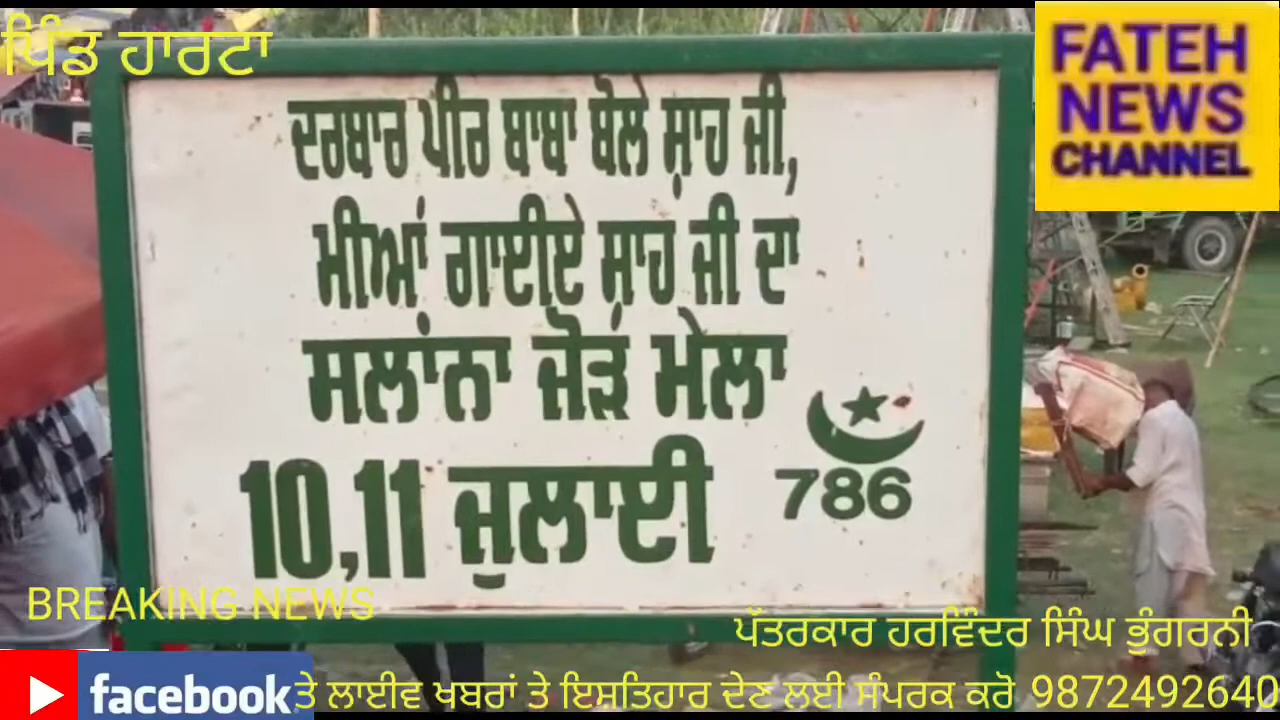 ਪਿੰਡ ਹਾਰਟਾ
FATEH
NEWS
CHANNEL
ਦਰਬਾਰ ਪੀਰ ਬਾਬਾ ਬੋਲੇ ਸ਼ਾਹ ਜੀ,
ਮੀਆਂ ਗਾਈਏ ਸ਼ਾਹ ਜੀ ਦਾ
ਸਲਾਂਨਾ ਜੋੜ ਮੇਲਾ
10,11 ਜੁਲਾਈ
786
BREAKING NEWS
ਪੱਤਰਕਾਰ ਹਰਵਿੰਦਰ ਸਿੰਘ ਭੁੰਗਰਨੀ
facebook ਤੇ ਲਾਈਵ ਖਬਰਾਂ ਤੇ ਇਸ਼ਤਿਹਾਰ ਦੇਣ ਲਈ ਸੰਪਰਕ ਕਰੋ 9872492640